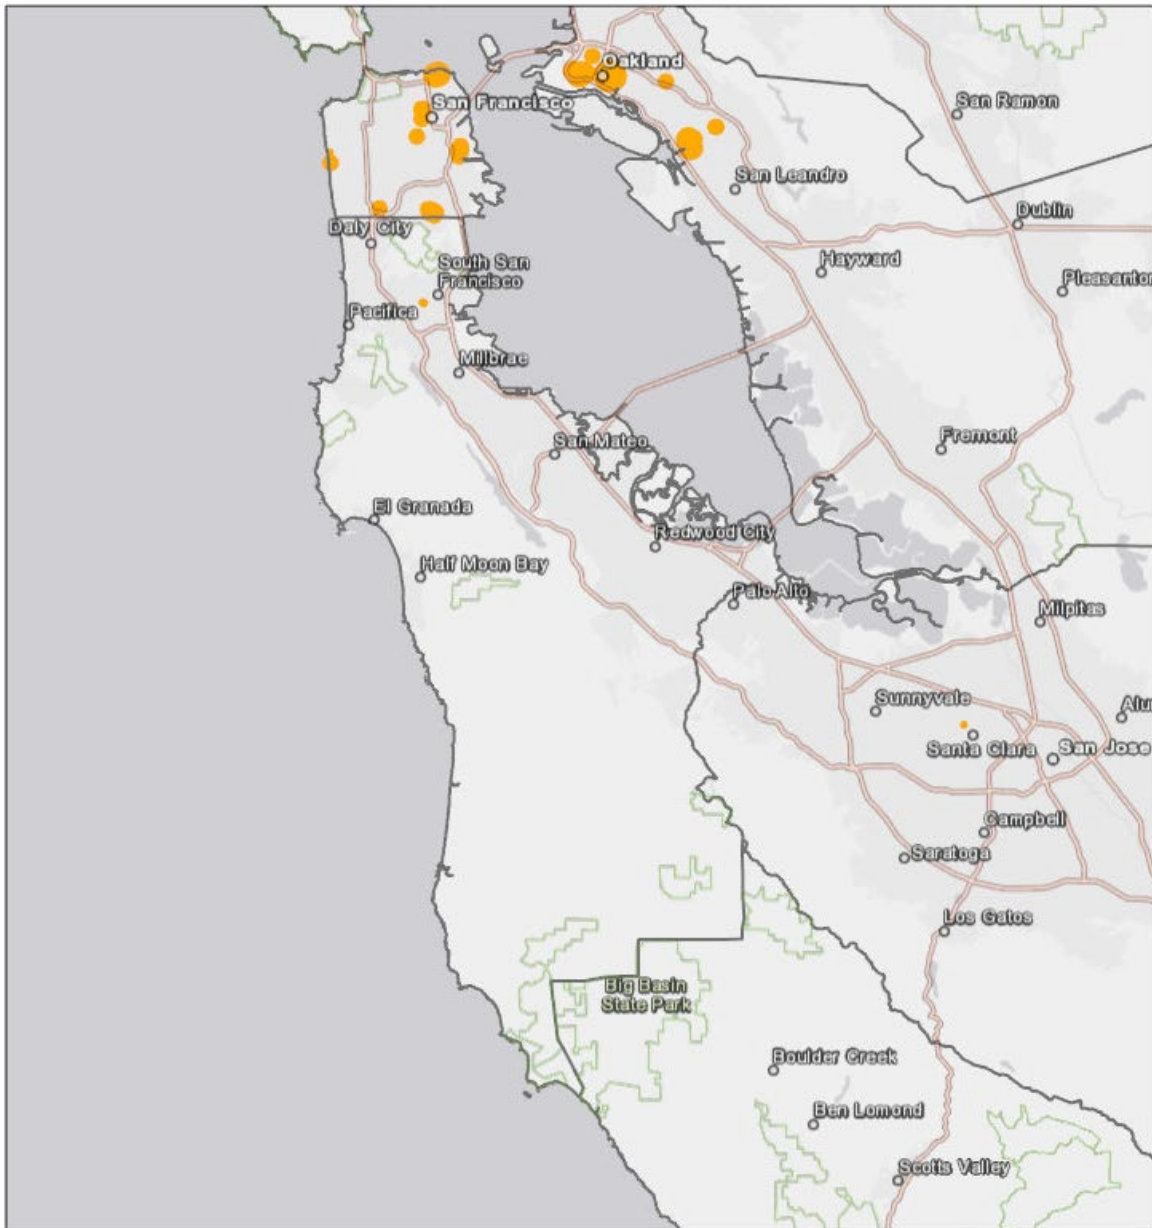 Oakland
San Francisco
San Ramon
San Leandro
Dublin
Daly City
Hayward
South San
Francisco
Pleasanton
Pacifica
Millbrae
San Mateo
Fremont
El Granada
Redwood City
Half Moon Bay
Palo Alto
Milpitas
Sunnyvale
Alu
Santa Clara
San Jose
Campbell
Saratoga
Los Gatos
Big Basin
State Park
Boulder Creek
Ben Lomond
Scotts Valley